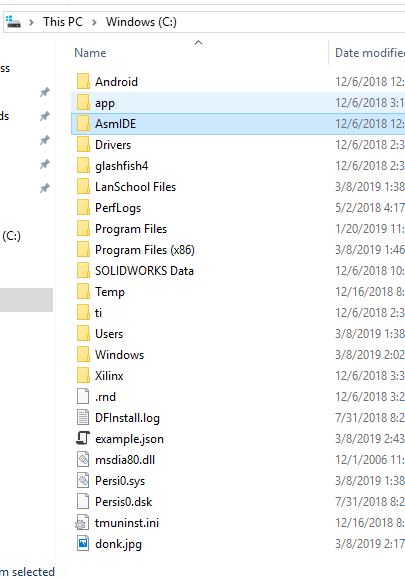 This PC > Windows (C:)
Name Date modifie
ss
ds
(C:)
Android 12/6/2018 12:
app 12/6/2018 3:1
AsmIDE 12/6/2018 12:
Drivers 12/6/2018 2:3
glashfish4 12/6/2018 2:3
LanSchool Files 3/8/2019 1:38
PerfLogs 5/2/2018 4:17
Program Files 1/20/2019 11:
Program Files (x86) 3/8/2019 1:46
SOLIDWORKS Data 12/6/2018 10:
Temp 12/16/2018 8:
ti 12/6/2018 2:3
Users 3/8/2019 1:38
Windows 3/8/2019 2:02
Xilinx 12/6/2018 3:3
.rnd 12/6/2018 3:2
DFInstall.log 7/31/2018 8:
example.json 3/8/2019 2:43
msdia80.dll 12/1/2006 11:
Persi0.sys 3/8/2019 1:38
Persis0.dsk 7/31/2018 8:
tmuninst.ini 12/16/2018 8:
donk.jpg 3/8/2019 2:17
m selected